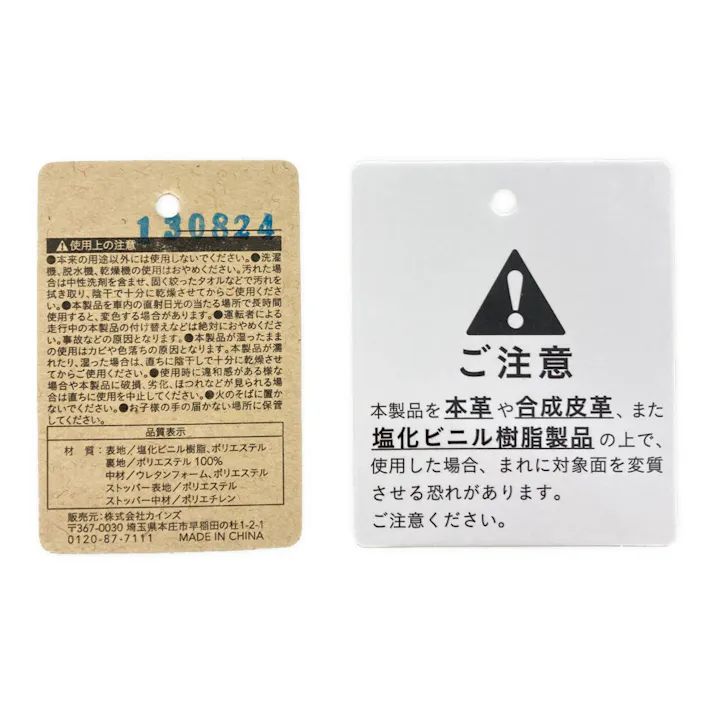 130824
⚠使用上の注意
●本来の用途以外には使用しないでください。●洗濯
機、脱水機、乾燥機の使用はおやめください。汚れた場
合は中性洗剤を含ませ、固く絞ったタオルなどで汚れを
拭き取り、陰干で十分に乾燥させてからご使用くださ
い。●本製品を車内の直射日光の当たる場所で長時間
使用すると、変色する場合があります。●運転者による
走行中の本製品の付け替えなどは絶対におやめくださ
い。事故などの原因となります。●本製品が湿ったまま
の使用はカビや色落ちの原因となります。本製品が濡れ
たり、湿った場合は、直ちに陰干しで十分に乾燥させ
てからご使用ください。●使用時に違和感がある様な
場合や本製品に破損、劣化、ほつれなどが見られる場合
は直ちに使用を中止してください。●火のそばに置か
ないでください。●お子様の手の届かない場所に保管
してください。
品質表示
材 質：表地／塩化ビニル樹脂、ポリエステル
裏地／ポリエステル100%
中材／ウレタンフォーム、ポリエステル
ストッパー表地／ポリエステル
ストッパー中材／ポリエチレン
販売元：株式会社カインズ
〒367-0030 埼玉県本庄市早稲田の杜1-2-1
0120-87-7111 MADE IN CHINA
ご注意
本製品を本革や合成皮革、また
塩化ビニル樹脂製品の上で、
使用した場合、まれに対象面を変質
させる恐れがあります。
ご注意ください。